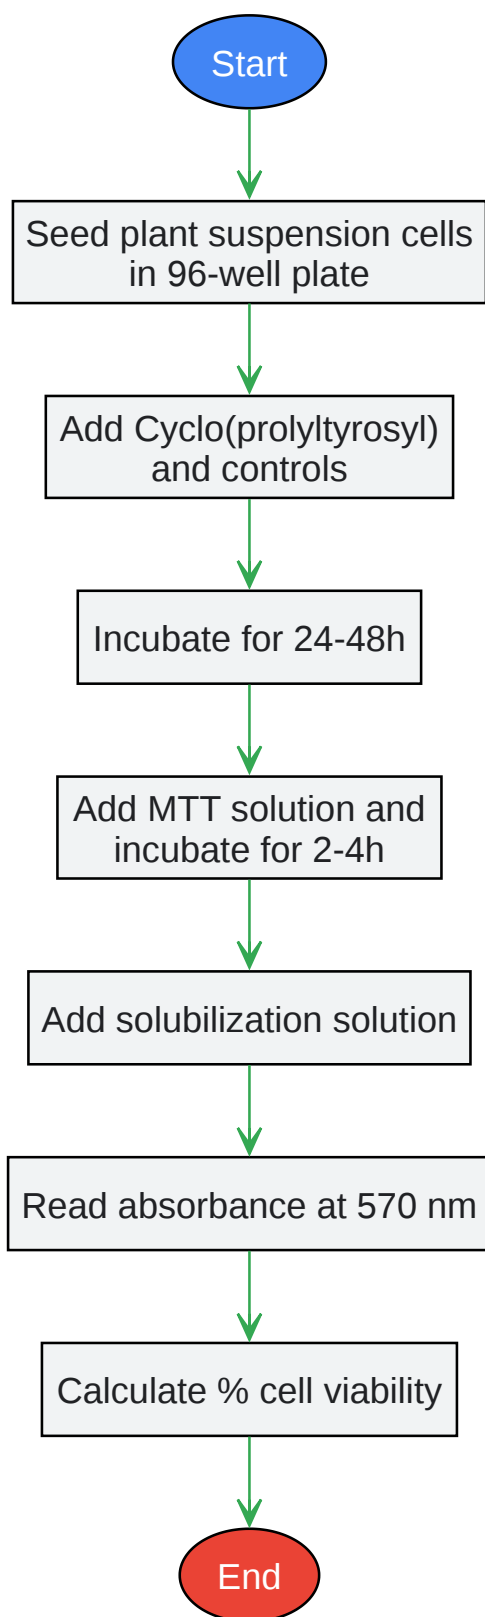 Start
Seed plant suspension cells
in 96-well plate
Add Cyclo(prolyltyrosyl)
and controls
Incubate for 24-48h
Add MTT solution and
incubate for 2-4h
Add solubilization solution
Read absorbance at 570 nm
Calculate % cell viability
End